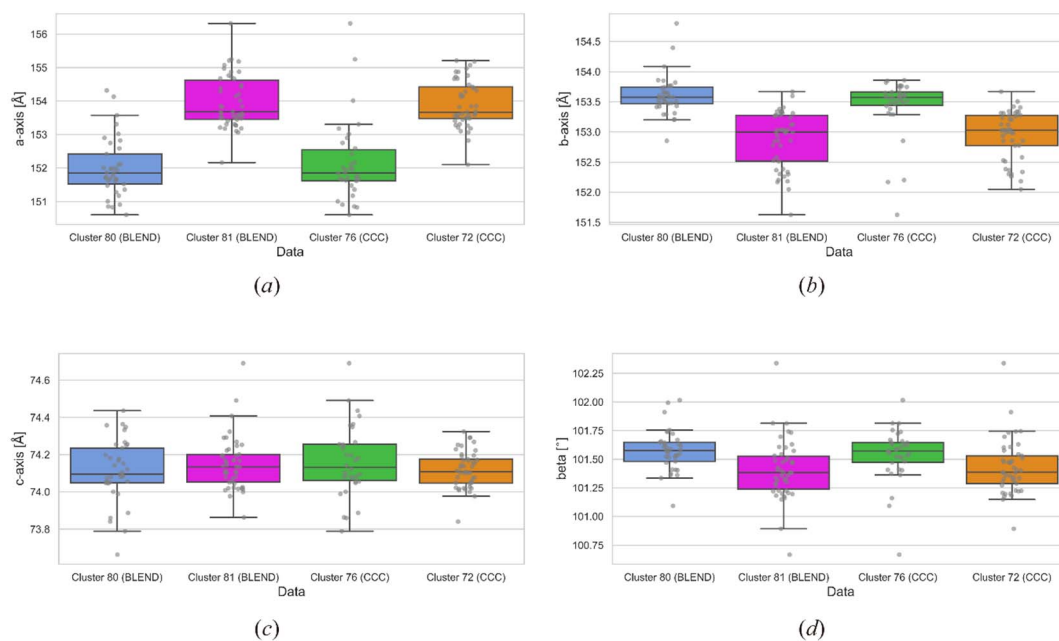 a-axis [Å]
156
155
154
153
152
151
Cluster 80 (BLEND) Cluster 81 (BLEND) Cluster 76 (CCC) Cluster 72 (CCC)
Data
(a)
b-axis [Å]
154.5
154.0
153.5
153.0
152.5
152.0
151.5
Cluster 80 (BLEND) Cluster 81 (BLEND) Cluster 76 (CCC) Cluster 72 (CCC)
Data
(b)
c-axis [Å]
74.6
74.4
74.2
74.0
73.8
Cluster 80 (BLEND) Cluster 81 (BLEND) Cluster 76 (CCC) Cluster 72 (CCC)
Data
(c)
beta [°]
102.25
102.00
101.75
101.50
101.25
101.00
100.75
Cluster 80 (BLEND) Cluster 81 (BLEND) Cluster 76 (CCC) Cluster 72 (CCC)
Data
(d)